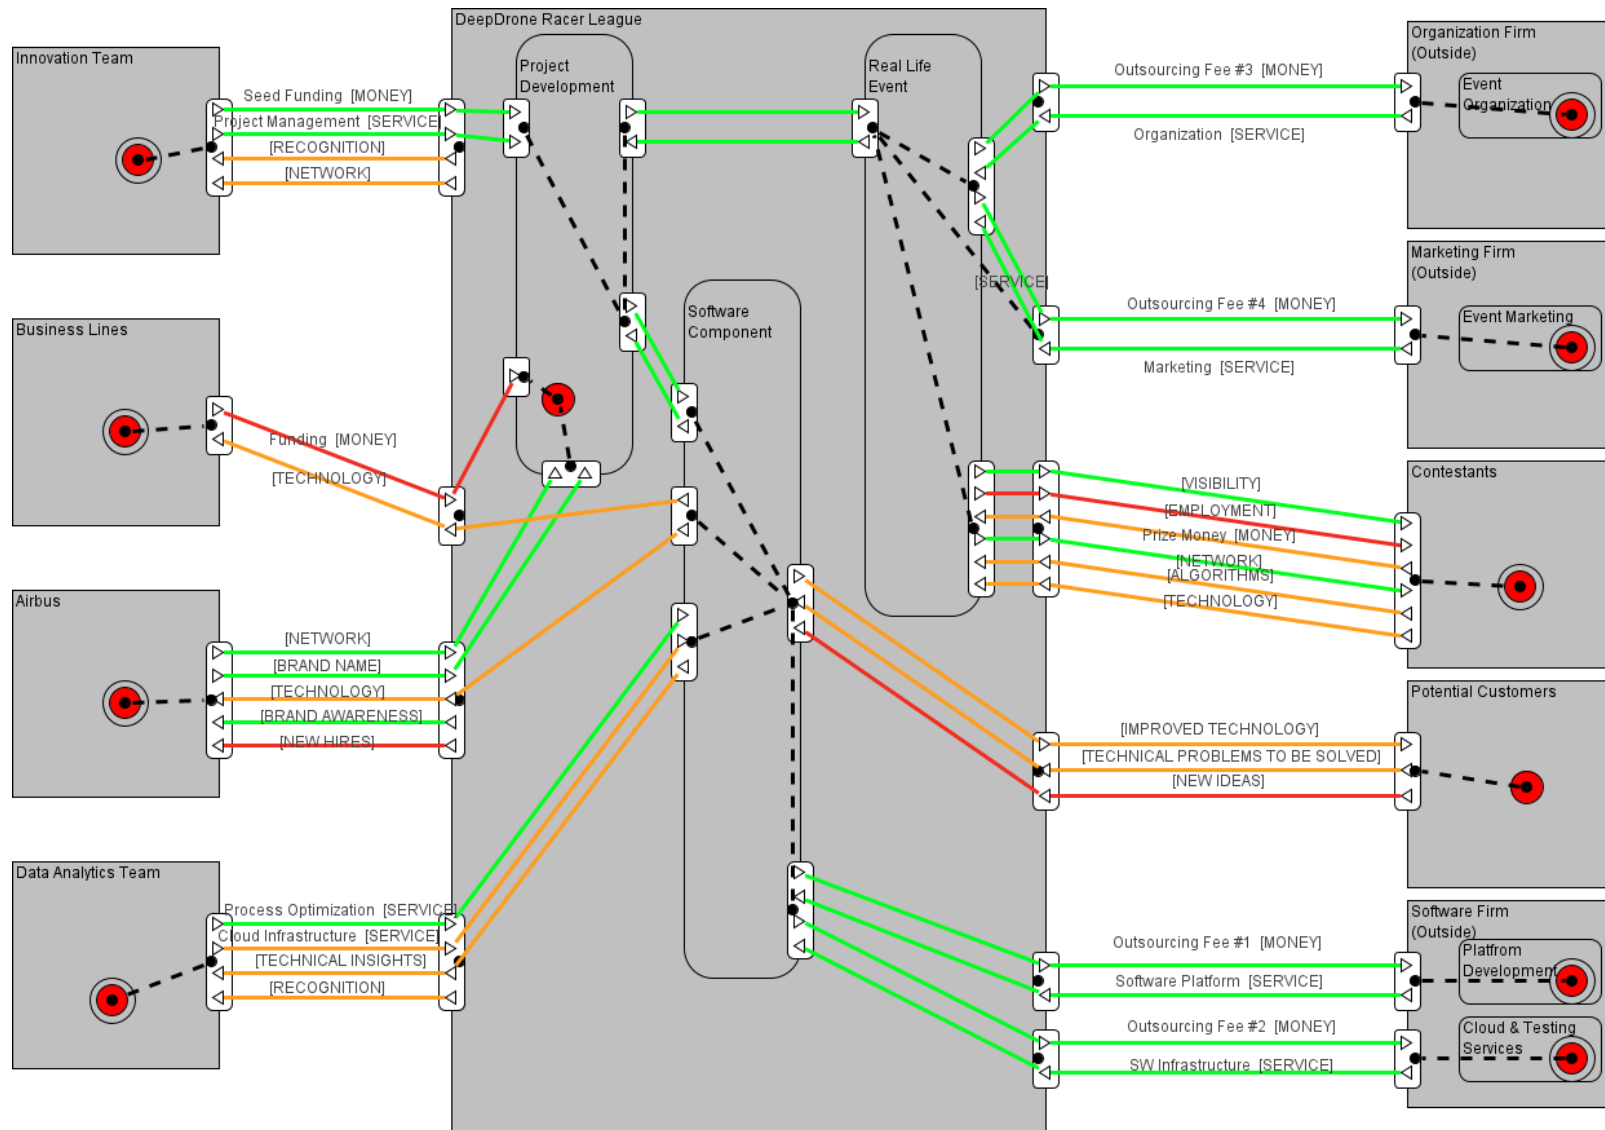 DeepDrone Racer League
Innovation Team
Seed Funding [MONEY]
Project Management [SERVICE]
[RECOGNITION]
[NETWORK]
Business Lines
Funding [MONEY]
[TECHNOLOGY]
Airbus
[NETWORK]
[BRAND NAME]
[TECHNOLOGY]
[BRAND AWARENESS]
[NEW HIRES]
Data Analytics Team
Process Optimization [SERVICE]
Cloud Infrastructure [SERVICE]
[TECHNICAL INSIGHTS]
[RECOGNITION]
Project
Development
Software
Component
Real Life
Event
[SERVICE]
Outsourcing Fee #3 [MONEY]
Organization [SERVICE]
Organization Firm
(Outside)
Event
Organization
Outsourcing Fee #4 [MONEY]
Marketing [SERVICE]
Marketing Firm
(Outside)
Event Marketing
[VISIBILITY]
[EMPLOYMENT]
Prize Money [MONEY]
[NETWORK]
[ALGORITHMS]
[TECHNOLOGY]
Contestants
[IMPROVED TECHNOLOGY]
[TECHNICAL PROBLEMS TO BE SOLVED]
[NEW IDEAS]
Potential Customers
Outsourcing Fee #1 [MONEY]
Software Platform [SERVICE]
Outsourcing Fee #2 [MONEY]
SW Infrastructure [SERVICE]
Software Firm
(Outside)
Platfrom
Development
Cloud & Testing
Services